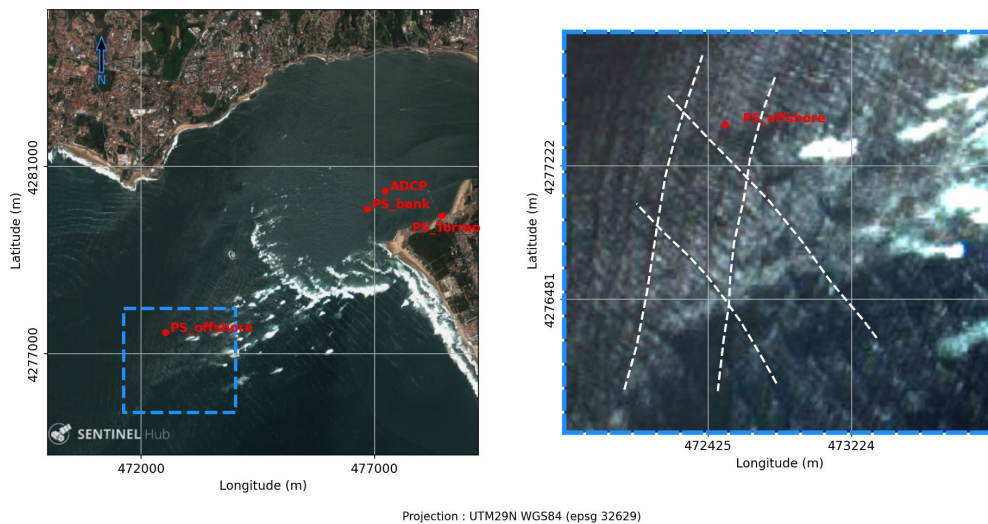 N
4281000
4277000
Latitude (m)
ADCP
PS_bank
PS_Torrao
PS_offshore
SENTINEL Hub
472000
477000
Longitude (m)
PS_offshore
4277222
4276481
Latitude (m)
472425
473224
Longitude (m)
Projection : UTM29N WGS84 (epsg 32629)